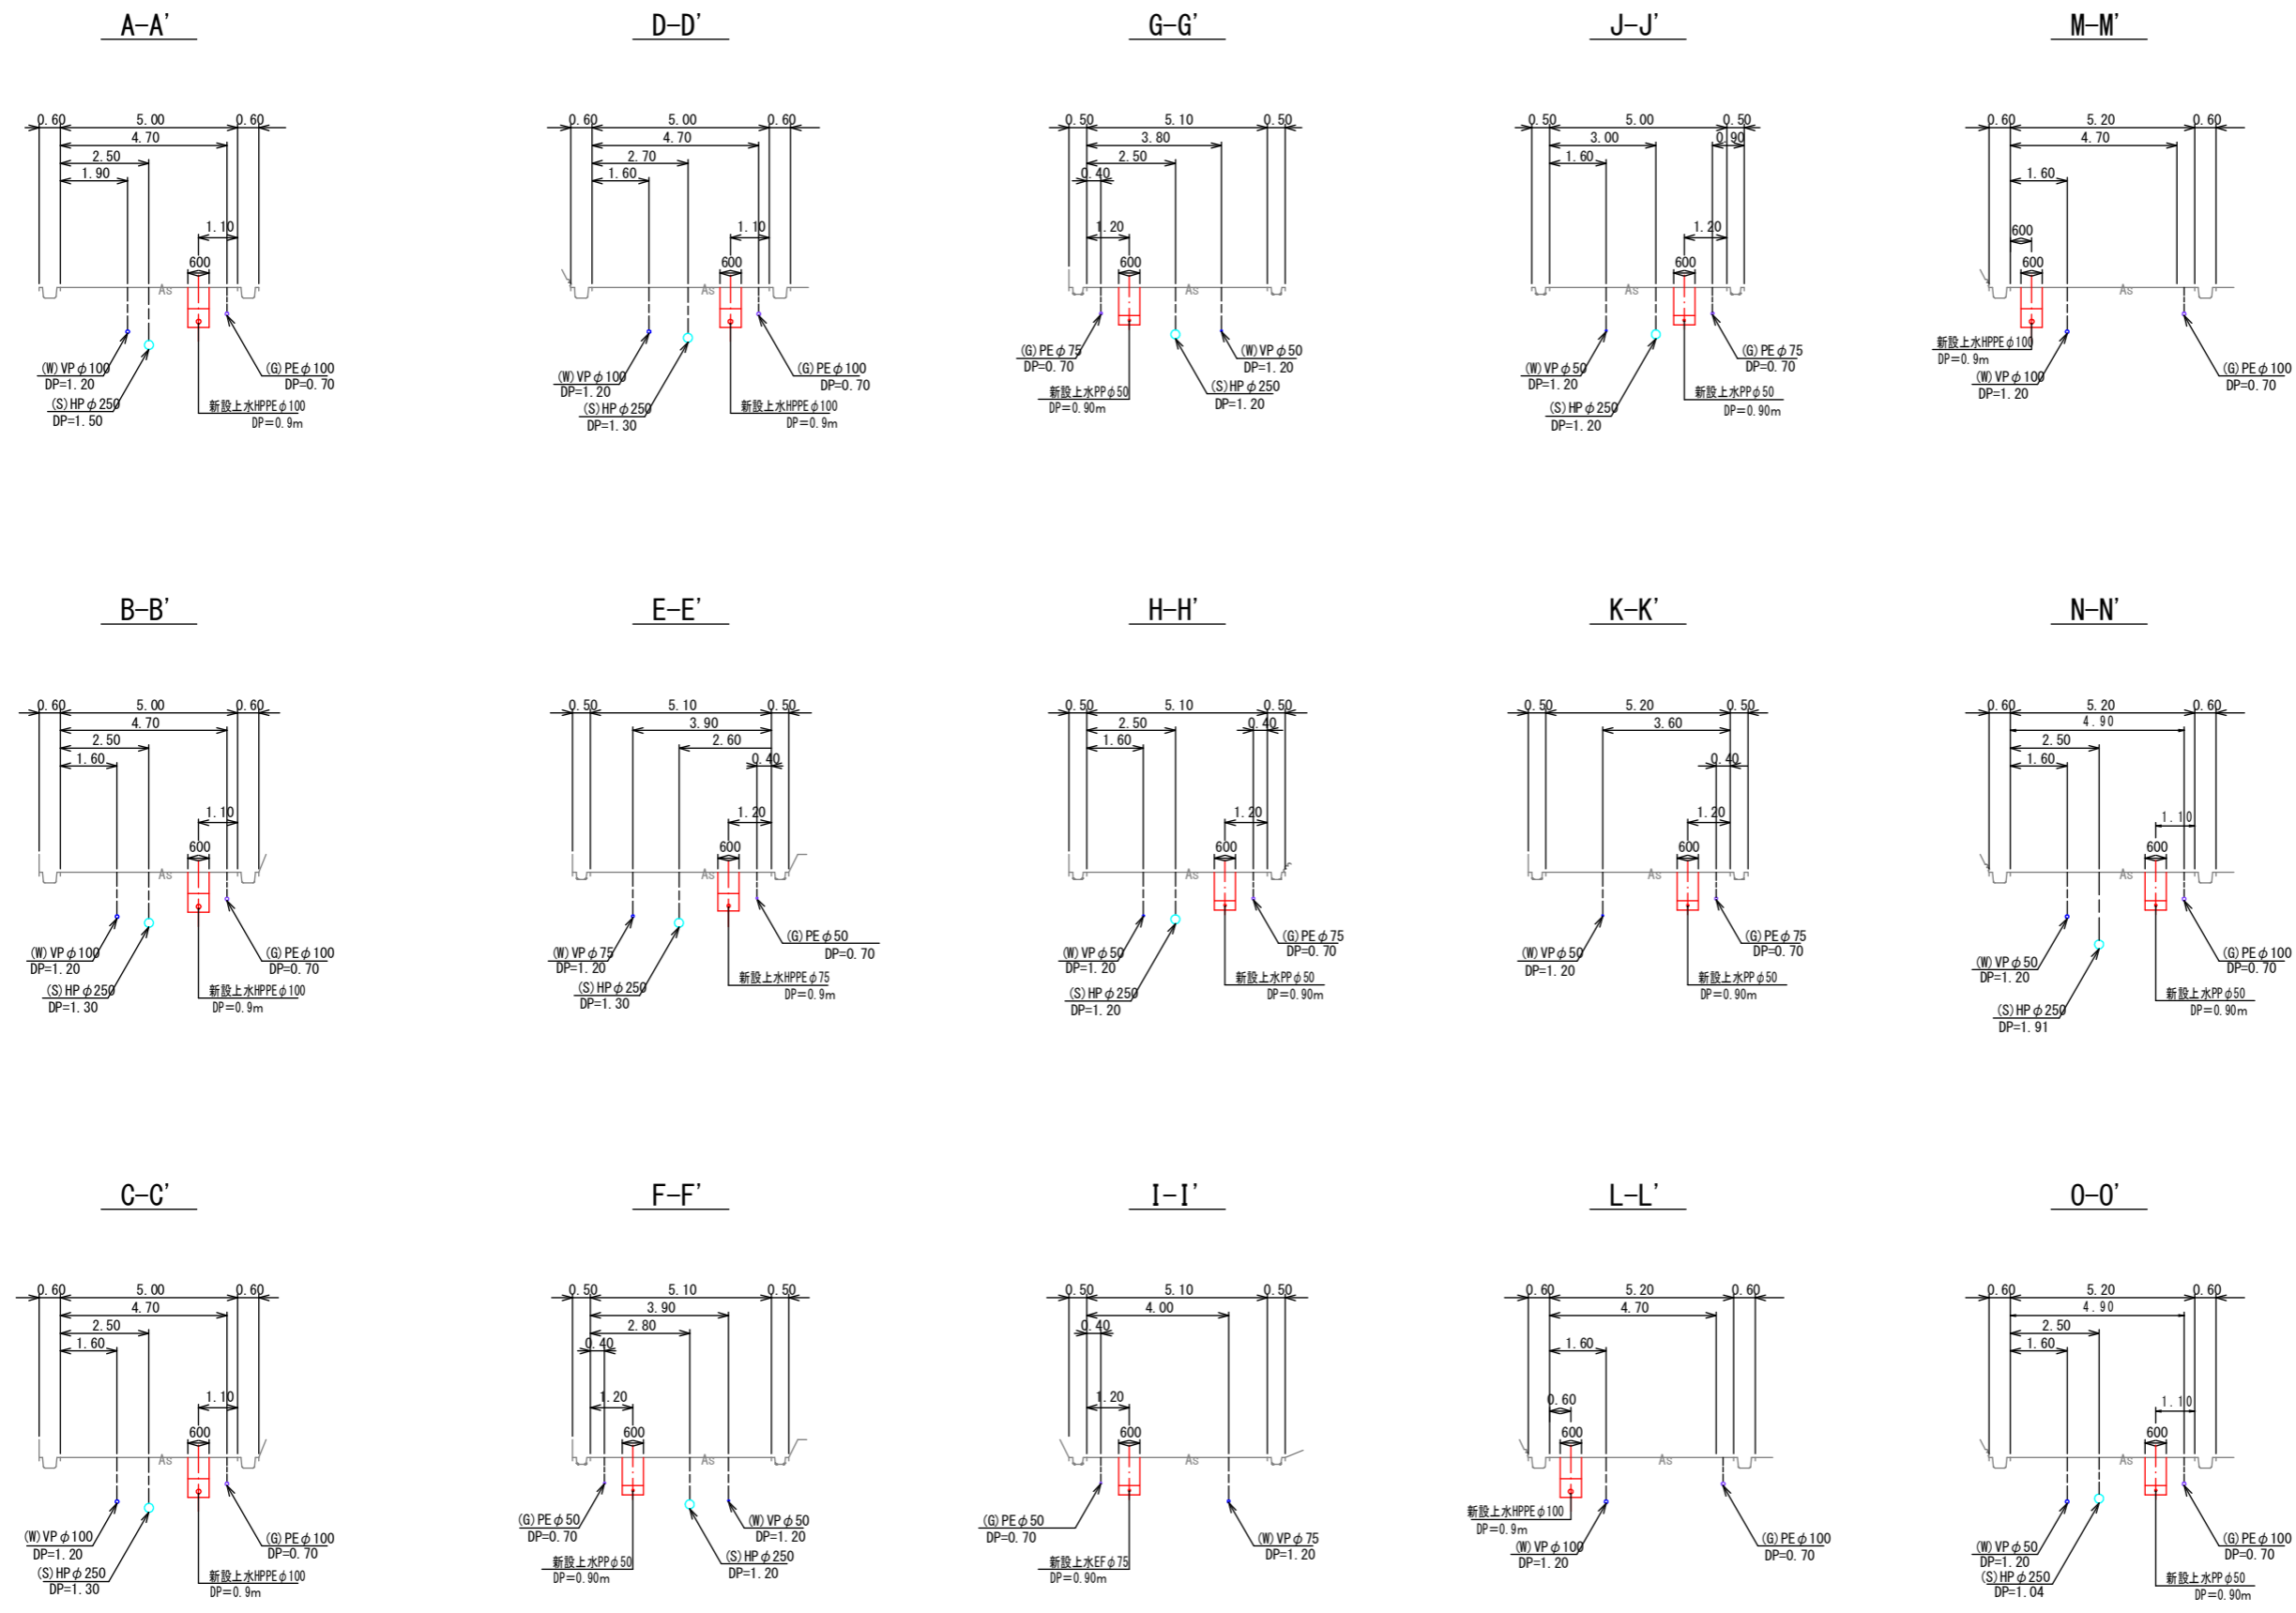 A-A'
0.60 5.00 0.60
4.70
2.50
1.90
1.10
600
As
(W)VPφ100
DP=1.20
(S)HPφ250
DP=1.50
(G)PEφ100
DP=0.70
新設上水HPPEφ100
DP=0.9m
D-D'
0.60 5.00 0.60
4.70
2.70
1.60
1.10
600
As
(W)VPφ100
DP=1.20
(S)HPφ250
DP=1.30
(G)PEφ100
DP=0.70
新設上水HPPEφ100
DP=0.9m
G-G'
0.50 5.10 0.50
3.80
2.50
0.40
1.20
600
As
(G)PEφ75
DP=0.70
新設上水PPφ50
DP=0.90m
(W)VPφ50
DP=1.20
(S)HPφ250
DP=1.20
J-J'
0.50 5.00 0.50
3.00 0.90
1.60
1.20
600
As
(W)VPφ50
DP=1.20
(S)HPφ250
DP=1.20
(G)PEφ75
DP=0.70
新設上水PPφ50
DP=0.90m
M-M'
0.60 5.20 0.60
4.70
1.60
600
600
As
新設上水HPPEφ100
DP=0.9m
(W)VPφ100
DP=1.20
(G)PEφ100
DP=0.70
B-B'
0.60 5.00 0.60
4.70
2.50
1.60
1.10
600
As
(W)VPφ100
DP=1.20
(S)HPφ250
DP=1.30
(G)PEφ100
DP=0.70
新設上水HPPEφ100
DP=0.9m
E-E'
0.50 5.10 0.50
3.90
2.60
0.40
1.20
600
As
(W)VPφ75
DP=1.20
(S)HPφ250
DP=1.30
(G)PEφ50
DP=0.70
新設上水HPPEφ75
DP=0.9m
H-H'
0.50 5.10 0.50
2.50 0.40
1.60
1.20
600
As
(W)VPφ50
DP=1.20
(S)HPφ250
DP=1.20
(G)PEφ75
DP=0.70
新設上水PPφ50
DP=0.90m
K-K'
0.50 5.20 0.50
3.60
0.40
1.20
600
As
(W)VPφ50
DP=1.20
(G)PEφ75
DP=0.70
新設上水PPφ50
DP=0.90m
N-N'
0.60 5.20 0.60
4.90
2.50
1.60
1.10
600
As
(W)VPφ50
DP=1.20
(S)HPφ250
DP=1.91
(G)PEφ100
DP=0.70
新設上水PPφ50
DP=0.90m
C-C'
0.60 5.00 0.60
4.70
2.50
1.60
1.10
600
As
(W)VPφ100
DP=1.20
(S)HPφ250
DP=1.30
(G)PEφ100
DP=0.70
新設上水HPPEφ100
DP=0.9m
F-F'
0.50 5.10 0.50
3.90
2.80
0.40
1.20
600
As
(G)PEφ50
DP=0.70
新設上水PPφ50
DP=0.90m
(W)VPφ50
DP=1.20
(S)HPφ250
DP=1.20
I-I'
0.50 5.10 0.50
4.00
0.40
1.20
600
As
(G)PEφ50
DP=0.70
新設上水EFφ75
DP=0.90m
(W)VPφ75
DP=1.20
L-L'
0.60 5.20 0.60
4.70
1.60
0.60
600
As
新設上水HPPEφ100
DP=0.9m
(W)VPφ100
DP=1.20
(G)PEφ100
DP=0.70
O-O'
0.60 5.20 0.60
4.90
2.50
1.60
1.10
600
As
(W)VPφ50
DP=1.20
(S)HPφ250
DP=1.04
(G)PEφ100
DP=0.70
新設上水PPφ50
DP=0.90m